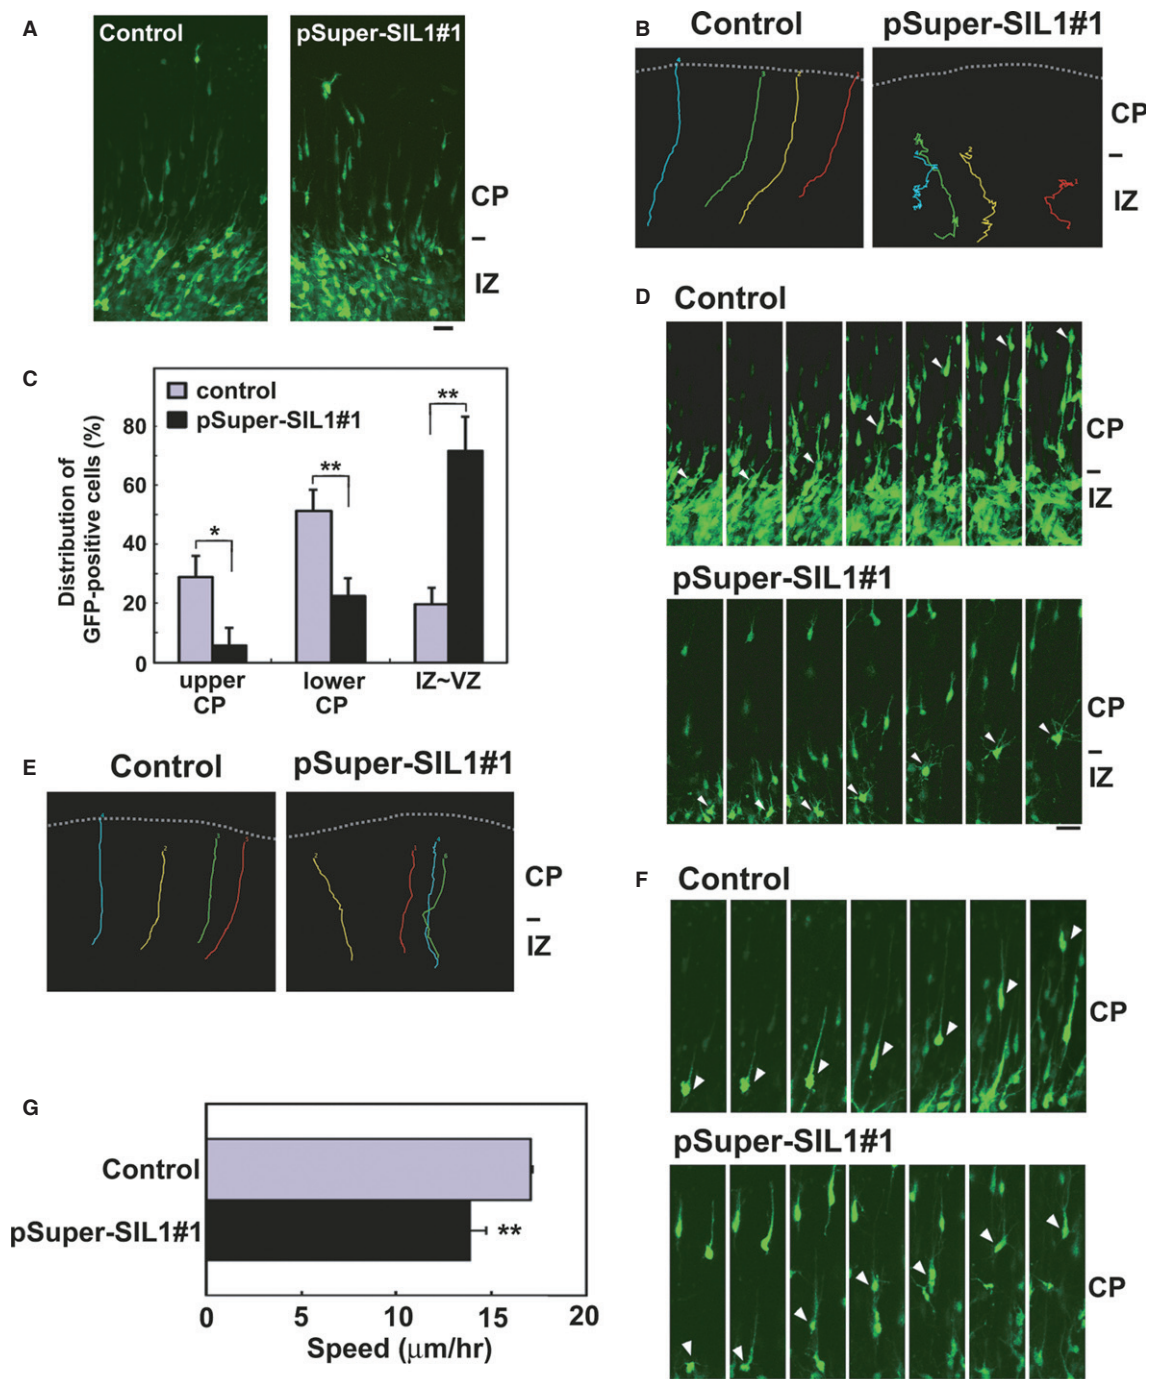 A
Control
pSuper-SIL1#1
CP
–
IZ
B
Control
pSuper-SIL1#1
CP
–
IZ
C
control
pSuper-SIL1#1
Distribution of
GFP-positive cells (%)
80
60
40
20
0
*
**
**
upper
CP
lower
CP
IZ~VZ
D
Control
CP
–
IZ
pSuper-SIL1#1
CP
–
IZ
E
Control
pSuper-SIL1#1
CP
–
IZ
F
Control
CP
pSuper-SIL1#1
CP
G
Control
pSuper-SIL1#1
**
0
5
10
15
20
Speed (μm/hr)